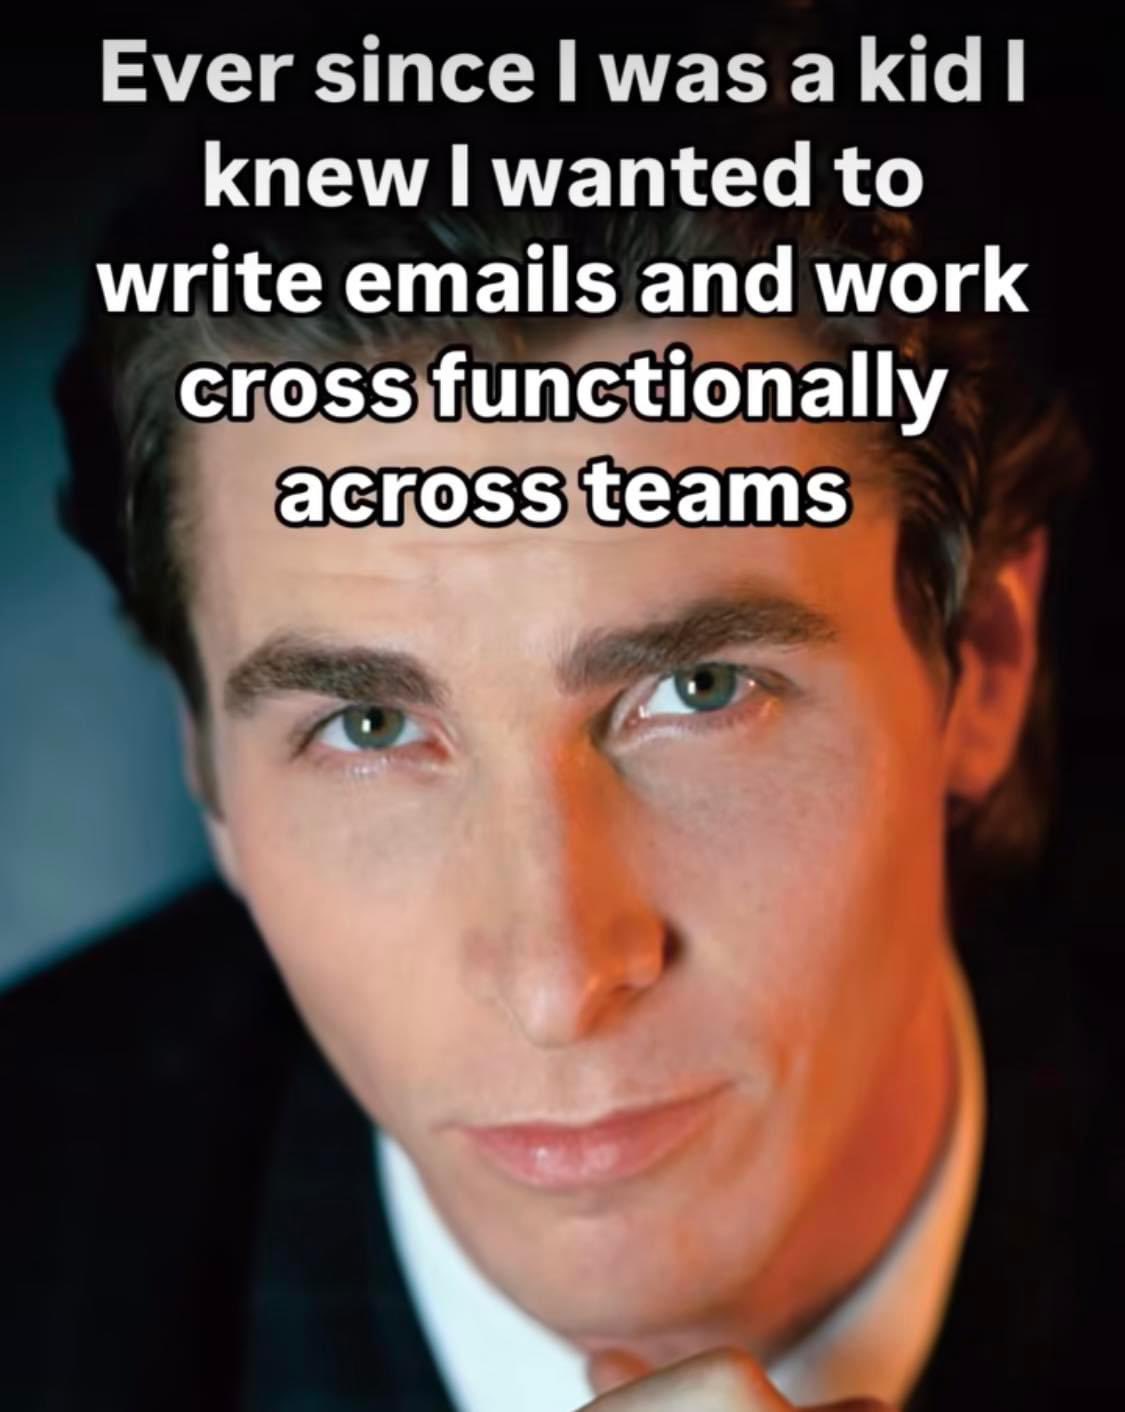 Ever since I was a kid I
knew I wanted to
write emails and work
cross functionally
across teams